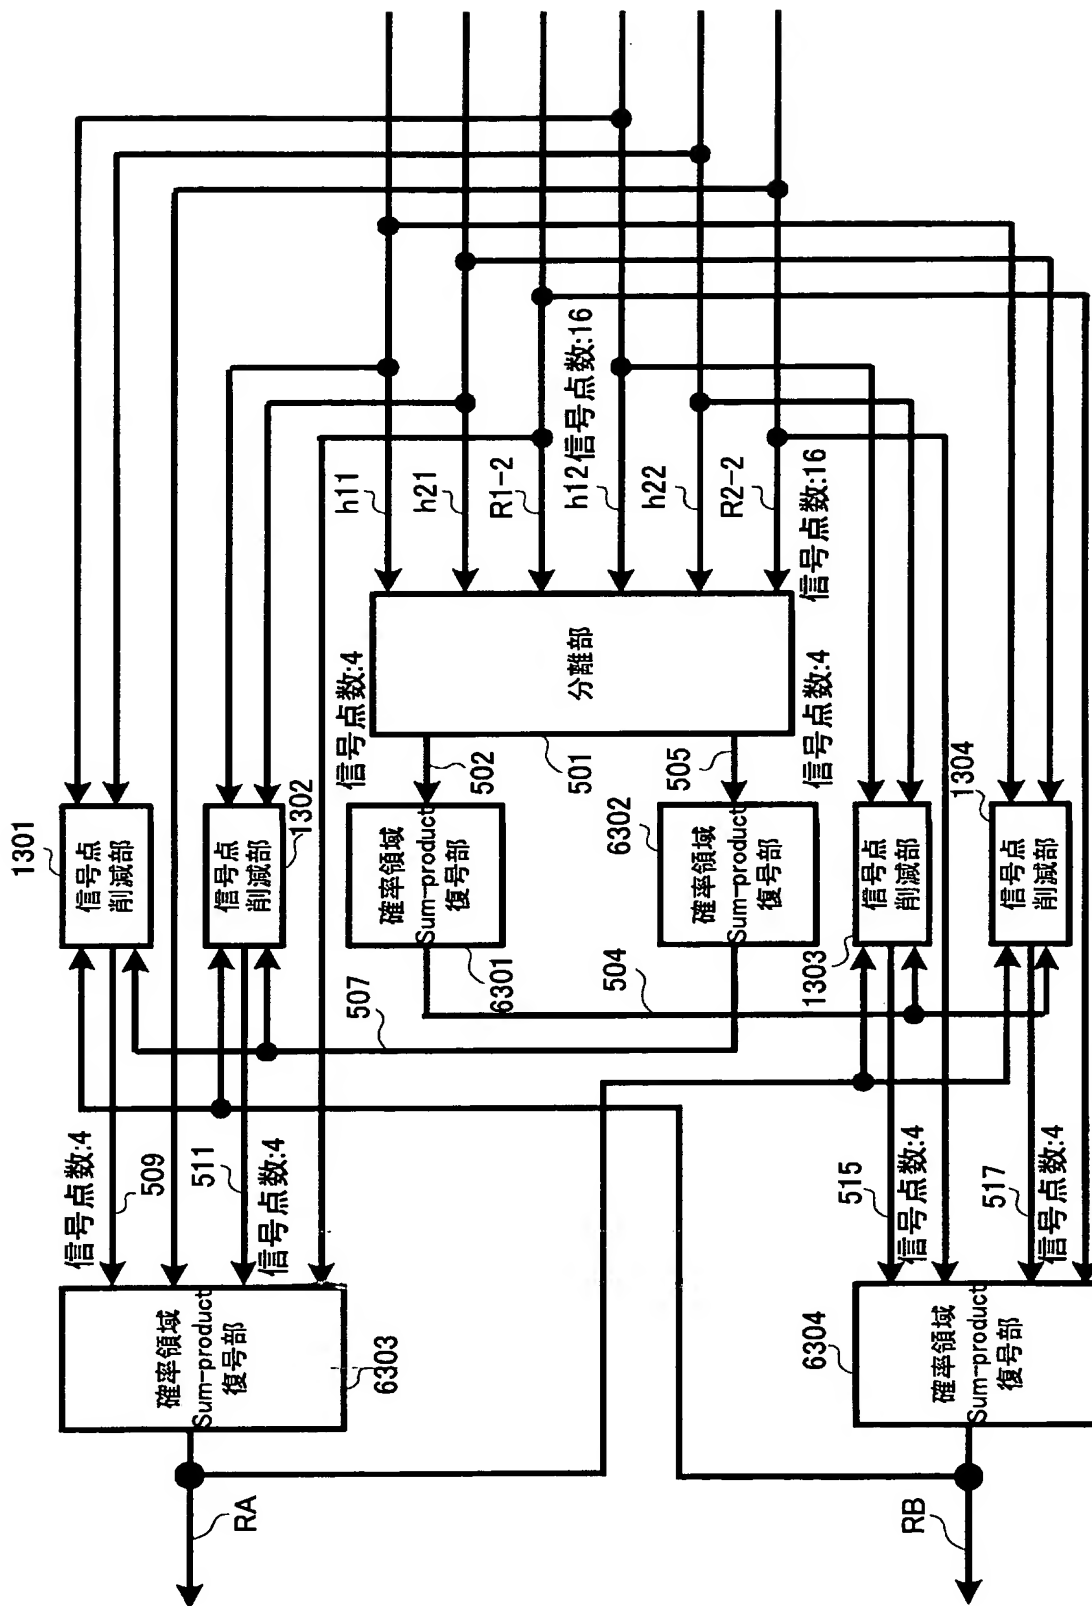 1301
信号点数:4
信号点
削減部
509
確率領域
Sum-product
復号部
511
信号点
削減部
RA
信号点数:4
1302
h11
信号点数:4
507
6303
確率領域
Sum-product
復号部
h21
502
6301
R1-2
501
分離部
h12信号点数:16
504
6302
h22
確率領域
Sum-product
復号部
505
R2-2
6304
1303
信号点数:4
信号点数:16
515
信号点
削減部
信号点数:4
RB
確率領域
Sum-product
復号部
1304
517
信号点
削減部
信号点数:4